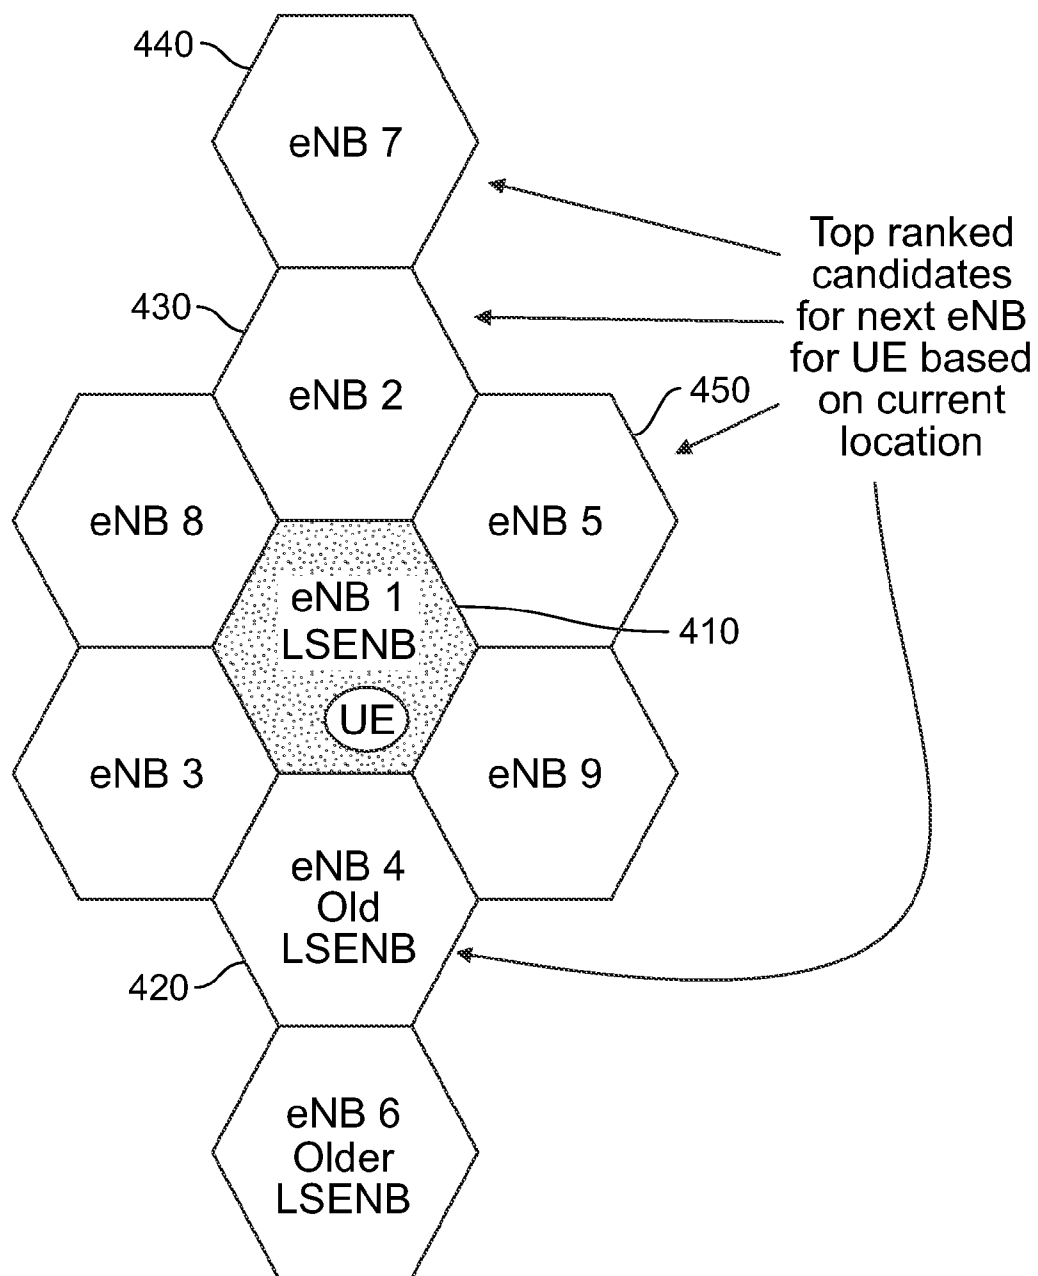 440
eNB 7
Top ranked
candidates
for next eNB
for UE based
on current
location
430
eNB 2
450
eNB 8
eNB 5
eNB 1
LSENB
410
UE
eNB 3
eNB 9
eNB 4
Old
LSENB
420
eNB 6
Older
LSENB